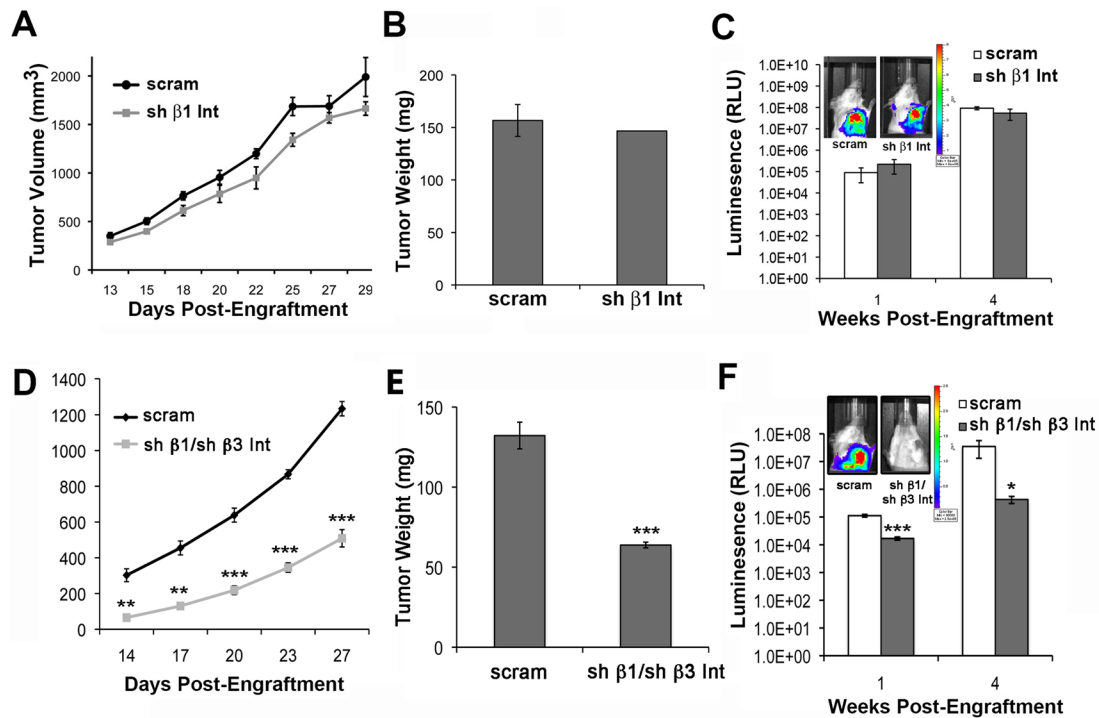 A
Tumor Volume (mm3)
2000
1500
1000
500
0
scram
sh β1 Int
13 15 18 20 22 25 27 29
Days Post-Engraftment
B
Tumor Weight (mg)
200
150
100
50
0
scram sh β1 Int
C
Luminesence (RLU)
1.0E+10
1.0E+09
1.0E+08
1.0E+07
1.0E+06
1.0E+05
1.0E+04
1.0E+03
1.0E+02
1.0E+01
1.0E+00
scram
sh β1 Int
scram sh β1 Int
1 4
Weeks Post-Engraftment
D
1400
1200
1000
800
600
400
200
0
scram
sh β1/sh β3 Int
** ** *** *** ***
14 17 20 23 27
Days Post-Engraftment
E
Tumor Weight (mg)
150
100
50
0
***
scram sh β1/sh β3 Int
F
Luminesence (RLU)
1.0E+08
1.0E+07
1.0E+06
1.0E+05
1.0E+04
1.0E+03
1.0E+02
1.0E+01
1.0E+00
scram
sh β1/sh β3 Int
scram sh β1/
sh β3 Int
*** *
1 4
Weeks Post-Engraftment